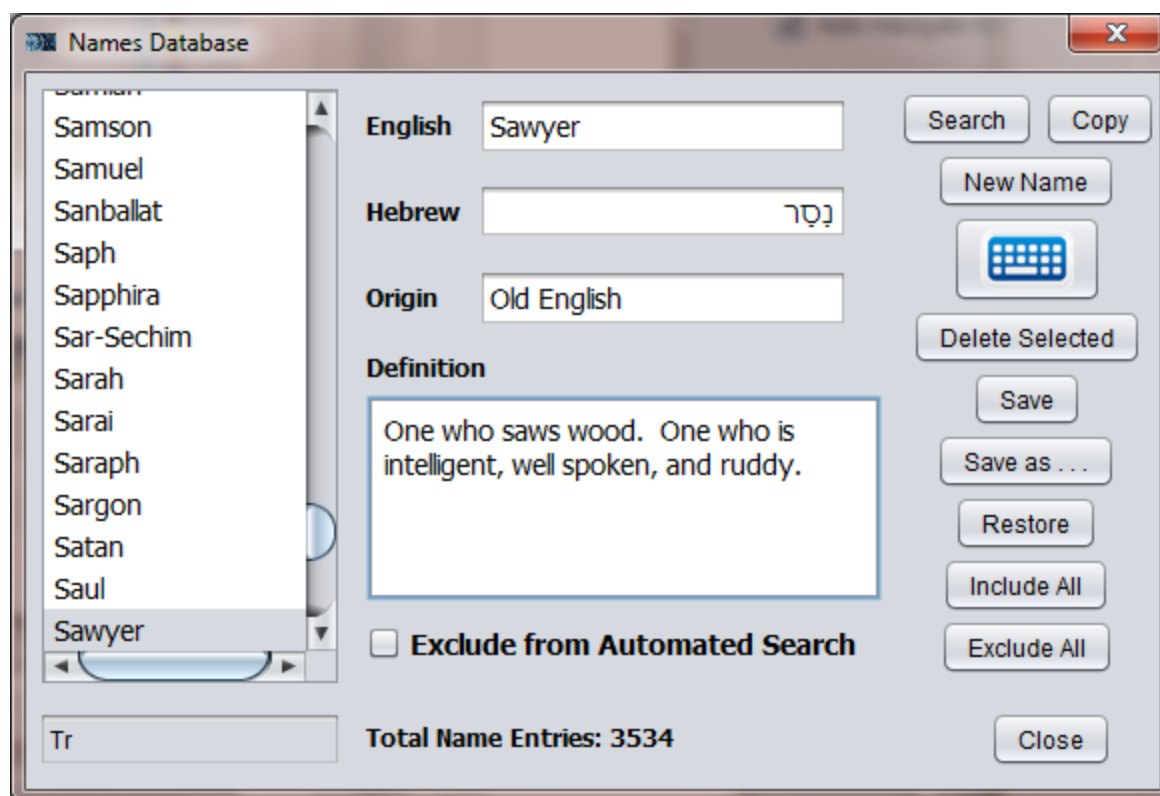 Names Database
Samson
Samuel
Sanballat
Saph
Sapphira
Sar-Sechim
Sarah
Sarai
Saraph
Sargon
Satan
Saul
Sawyer
Tr
English Sawyer
Hebrew נָסַר
Origin Old English
Definition
One who saws wood.  One who is
intelligent, well spoken, and ruddy.
Exclude from Automated Search
Total Name Entries: 3534
Search Copy
New Name
Delete Selected
Save
Save as . . .
Restore
Include All
Exclude All
Close